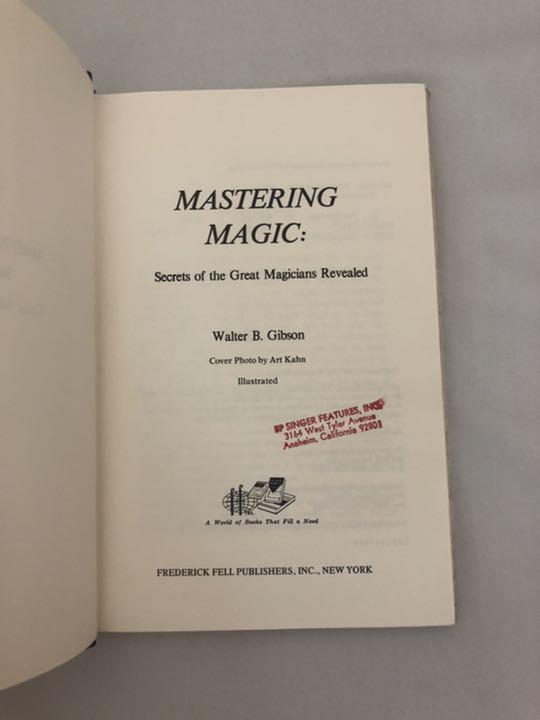 MASTERING
MAGIC:
Secrets of the Great Magicians Revealed
Walter B. Gibson
Cover Photo by Art Kahn
Illustrated
BP SINGER FEATURES, INC.
3164 West Tyler Avenue
Anaheim, California 92801
A World of Books That Fill a Need
FREDERICK FELL PUBLISHERS, INC., NEW YORK